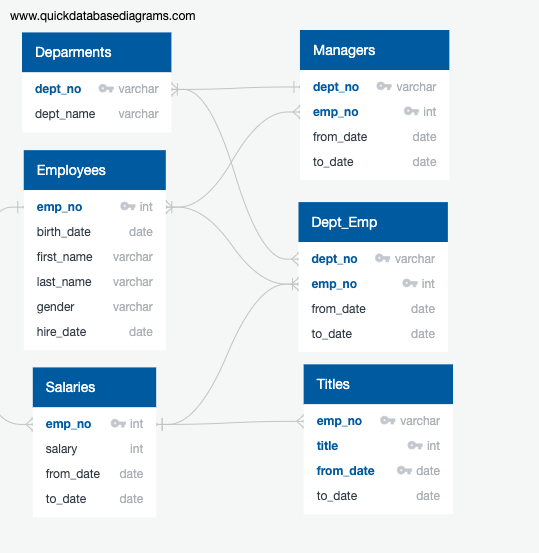 www.quickdatabasediagrams.com
Deparments
dept_no varchar
dept_name varchar
Managers
dept_no varchar
emp_no int
from_date date
to_date date
Employees
emp_no int
birth_date date
first_name varchar
last_name varchar
gender varchar
hire_date date
Dept_Emp
dept_no varchar
emp_no int
from_date date
to_date date
Salaries
emp_no int
salary int
from_date date
to_date date
Titles
emp_no varchar
title int
from_date date
to_date date